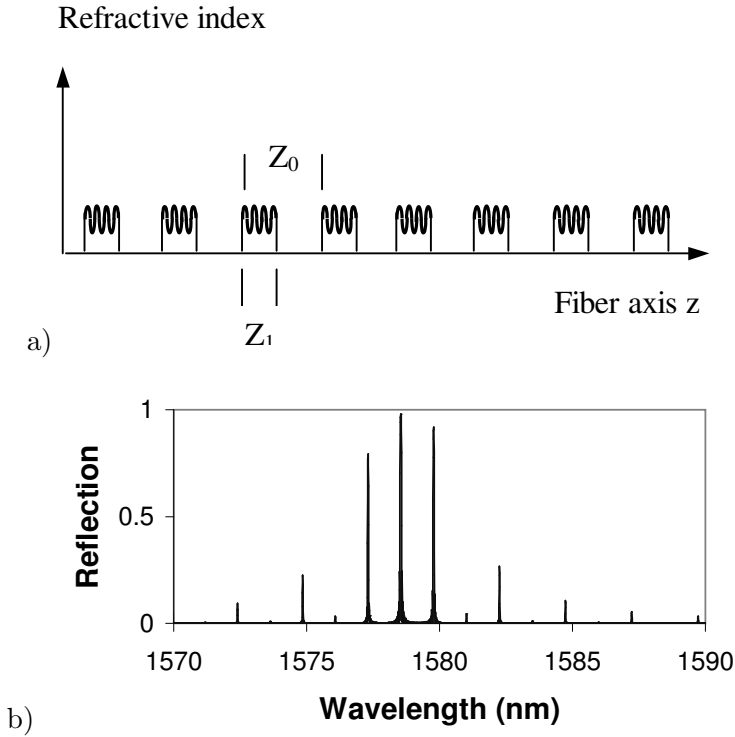 Refractive index
Z₀
Fiber axis z
Z₁
a)
1
0.5
0
Reflection
1570 1575 1580 1585 1590
Wavelength (nm)
b)